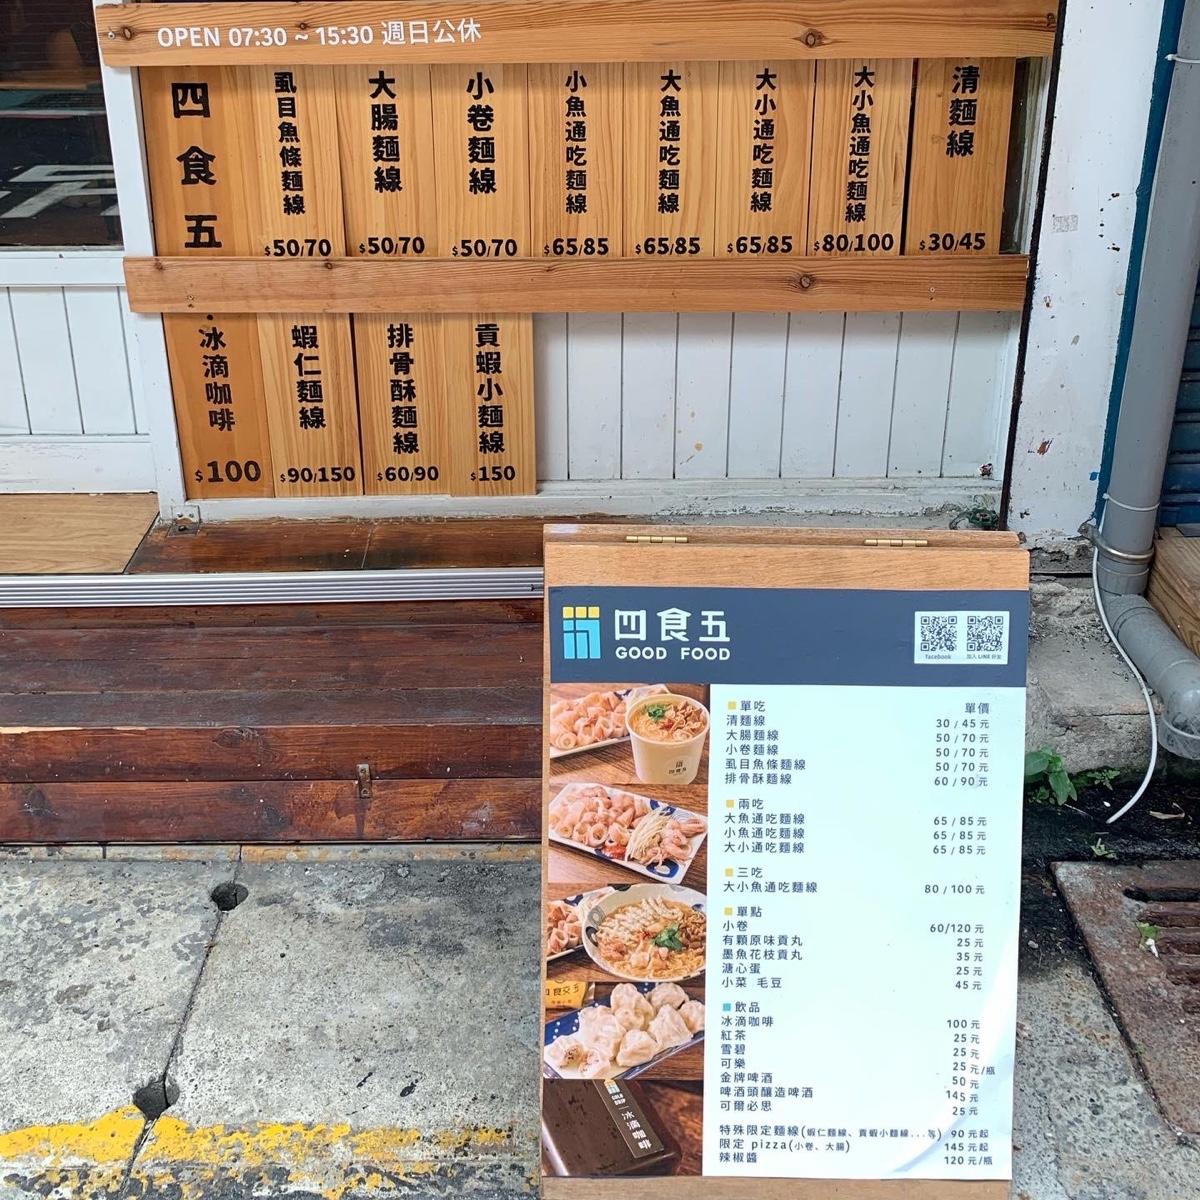 OPEN 07:30 ~ 15:30 週日公休
四食五
虱目魚條麵線
$50/70
大腸麵線
$50/70
小卷麵線
$50/70
小魚通吃麵線
$65/85
大魚通吃麵線
$65/85
大小通吃麵線
$65/85
大小魚通吃麵線
$80/100
清麵線
$30/45
冰滴咖啡
$100
蝦仁麵線
$90/150
排骨酥麵線
$60/90
貢蝦小麵線
$150
四食五
GOOD FOOD
facebook
加入 LINE 好友
單吃 單價
清麵線 30 / 45 元
大腸麵線 50 / 70 元
小卷麵線 50 / 70 元
虱目魚條麵線 50 / 70 元
排骨酥麵線 60 / 90 元
兩吃
大魚通吃麵線 65 / 85 元
小魚通吃麵線 65 / 85 元
大小通吃麵線 65 / 85 元
三吃
大小魚通吃麵線 80 / 100 元
單點
小卷 60/120 元
有顆原味貢丸 25 元
墨魚花枝貢丸 35 元
溏心蛋 25 元
小菜 毛豆 45 元
飲品
冰滴咖啡 100 元
紅茶 25 元
雪碧 25 元
可樂 25 元/瓶
金牌啤酒 50 元
啤酒頭釀造啤酒 145 元
可爾必思 25 元
特殊限定麵線(蝦仁麵線、貢蝦小麵線...等) 90 元起
限定 pizza(小卷、大腸) 145 元起
辣椒醬 120 元/瓶
四食五
COLD DRIP
冰滴咖啡